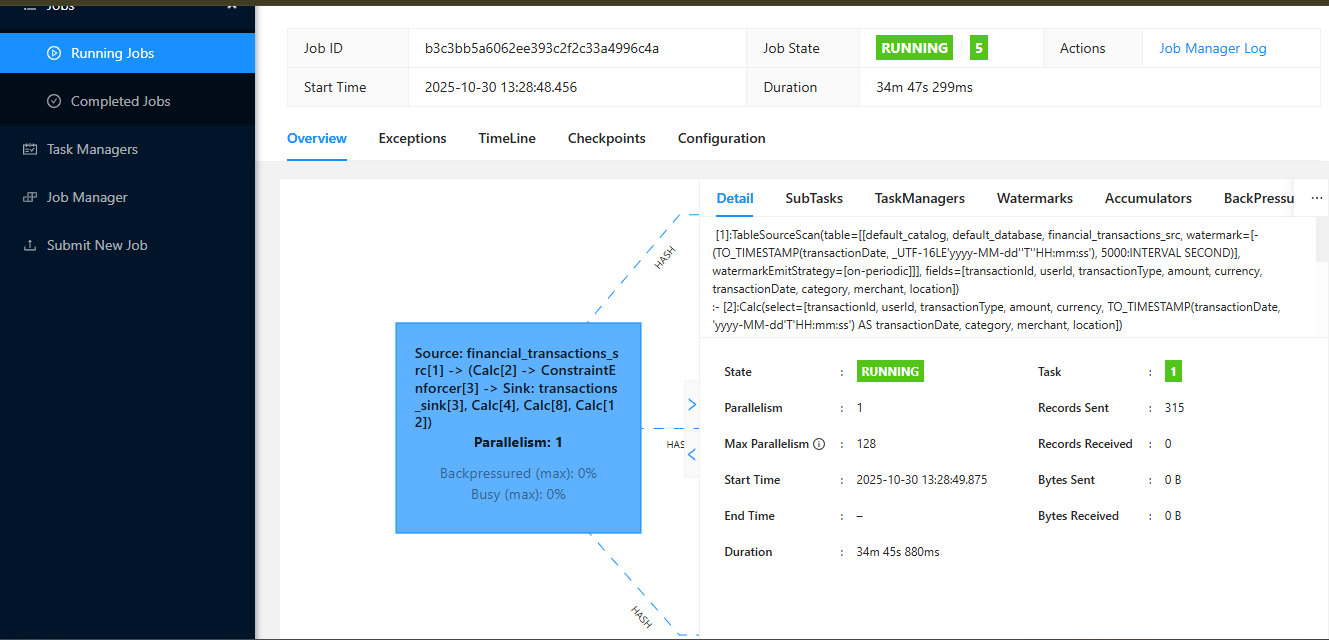 Jobs
Running Jobs
Completed Jobs
Task Managers
Job Manager
Submit New Job
Job ID b3c3bb5a6062ee393c2f2c33a4996c4a Job State RUNNING 5 Actions Job Manager Log
Start Time 2025-10-30 13:28:48.456 Duration 34m 47s 299ms
Overview Exceptions TimeLine Checkpoints Configuration
HASH
Source: financial_transactions_s
rc[1] -> (Calc[2] -> ConstraintE
nforcer[3] -> Sink: transactions
_sink[3], Calc[4], Calc[8], Calc[1
2])
Parallelism: 1
Backpressured (max): 0%
Busy (max): 0%
HAS
HASH
Detail SubTasks TaskManagers Watermarks Accumulators BackPressu ...
[1]:TableSourceScan(table=[[default_catalog, default_database, financial_transactions_src, watermark=[-
(TO_TIMESTAMP(transactionDate, _UTF-16LE'yyyy-MM-dd''T''HH:mm:ss'), 5000:INTERVAL SECOND)],
watermarkEmitStrategy=[on-periodic]]], fields=[transactionId, userId, transactionType, amount, currency,
transactionDate, category, merchant, location])
:- [2]:Calc(select=[transactionId, userId, transactionType, amount, currency, TO_TIMESTAMP(transactionDate,
'yyyy-MM-dd'T'HH:mm:ss') AS transactionDate, category, merchant, location])
State : RUNNING Task : 1
Parallelism : 1 Records Sent : 315
Max Parallelism : 128 Records Received : 0
Start Time : 2025-10-30 13:28:49.875 Bytes Sent : 0 B
End Time : – Bytes Received : 0 B
Duration : 34m 45s 880ms